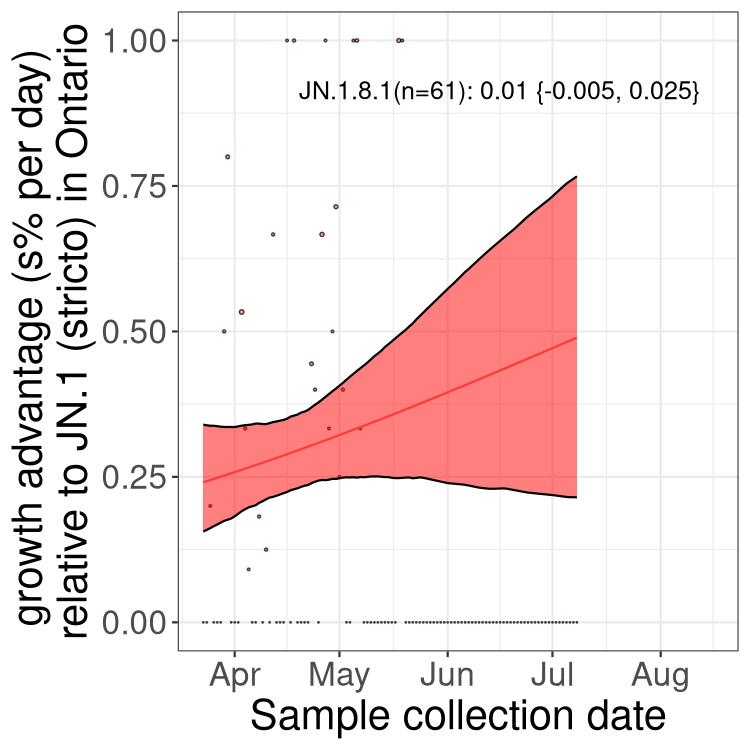 growth advantage (s% per day)
relative to JN.1 (stricto) in Ontario
1.00
0.75
0.50
0.25
0.00
JN.1.8.1(n=61): 0.01 {-0.005, 0.025}
Apr May Jun Jul Aug
Sample collection date